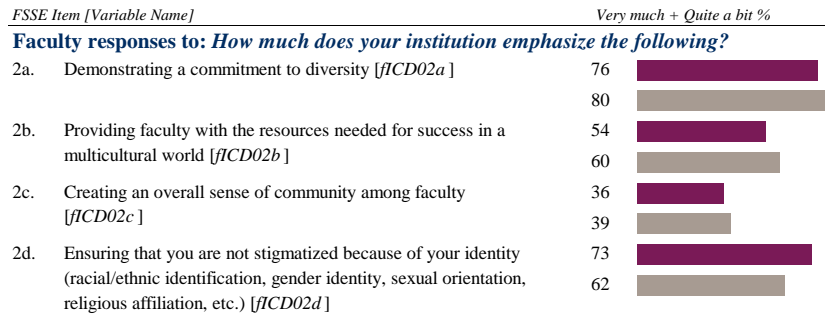 FSSE Item [Variable Name] Very much + Quite a bit %
Faculty responses to: How much does your institution emphasize the following?
2a. Demonstrating a commitment to diversity [fICD02a ] 76
80
2b. Providing faculty with the resources needed for success in a 54
multicultural world [fICD02b ] 60
2c. Creating an overall sense of community among faculty 36
[fICD02c ] 39
2d. Ensuring that you are not stigmatized because of your identity 73
(racial/ethnic identification, gender identity, sexual orientation, 62
religious affiliation, etc.) [fICD02d ]